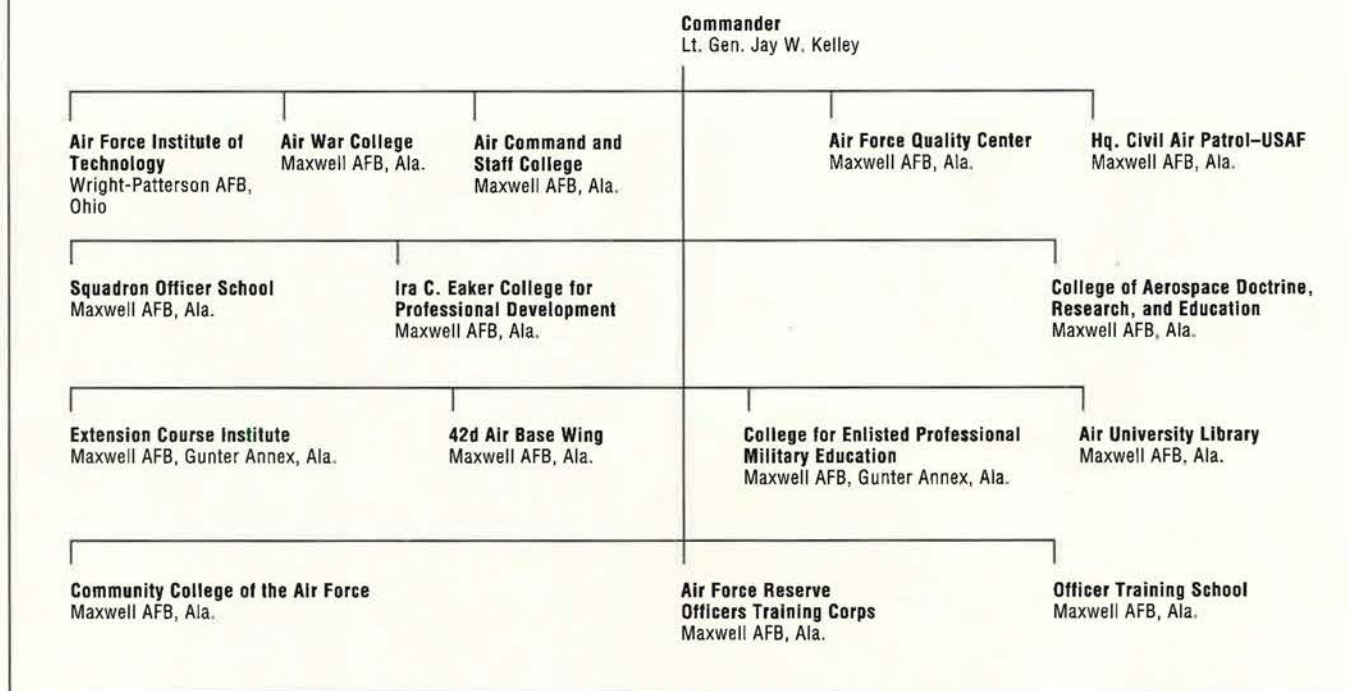 Commander
Lt. Gen. Jay W. Kelley
Air Force Institute of
Technology
Wright-Patterson AFB,
Ohio
Air War College
Maxwell AFB, Ala.
Air Command and
Staff College
Maxwell AFB, Ala.
Air Force Quality Center
Maxwell AFB, Ala.
Hq. Civil Air Patrol–USAF
Maxwell AFB, Ala.
Squadron Officer School
Maxwell AFB, Ala.
Ira C. Eaker College for
Professional Development
Maxwell AFB, Ala.
College of Aerospace Doctrine,
Research, and Education
Maxwell AFB, Ala.
Extension Course Institute
Maxwell AFB, Gunter Annex, Ala.
42d Air Base Wing
Maxwell AFB, Ala.
College for Enlisted Professional
Military Education
Maxwell AFB, Gunter Annex, Ala.
Air University Library
Maxwell AFB, Ala.
Community College of the Air Force
Maxwell AFB, Ala.
Air Force Reserve
Officers Training Corps
Maxwell AFB, Ala.
Officer Training School
Maxwell AFB, Ala.